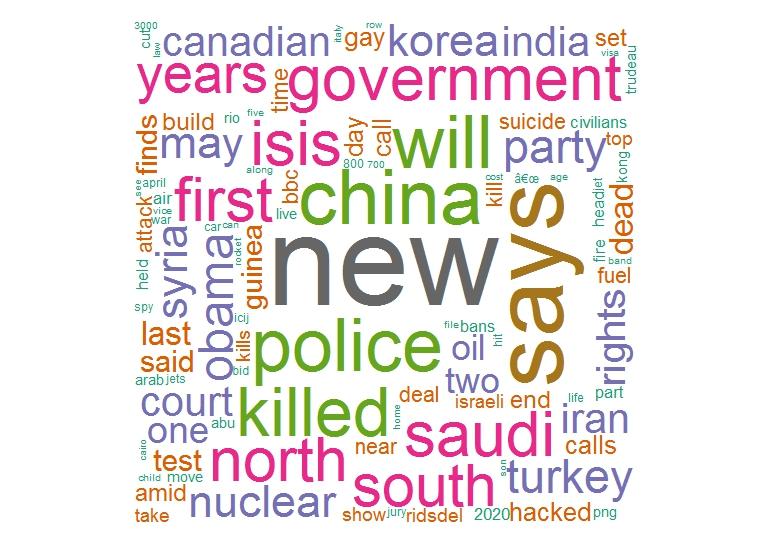 3000
cut
law
canadian
italy
gay
row
korea
india
set
visa
trudeau
years
time
government
finds
build
rio
five
may
isis
day
call
will
suicide
civilians
party
top
kong
see
april
air
vice
war
attack
first
along
bbc
800
700
live
china
kill
cost
â€œ
age
says
headlet
dead
fire
band
fuel
held
syria
car
can
obama
rocket
guinea
new
rights
spy
icij
last
said
kills
bid
police
file
bans
hit
oil
two
arab
jets
court
abu
killed
home
deal
israeli
end
life
part
one
iran
cairo
test
north
near
saudi
calls
child
move
south
son
turkey
amid
nuclear
take
show
jury
ridsdel
2020
hacked
png